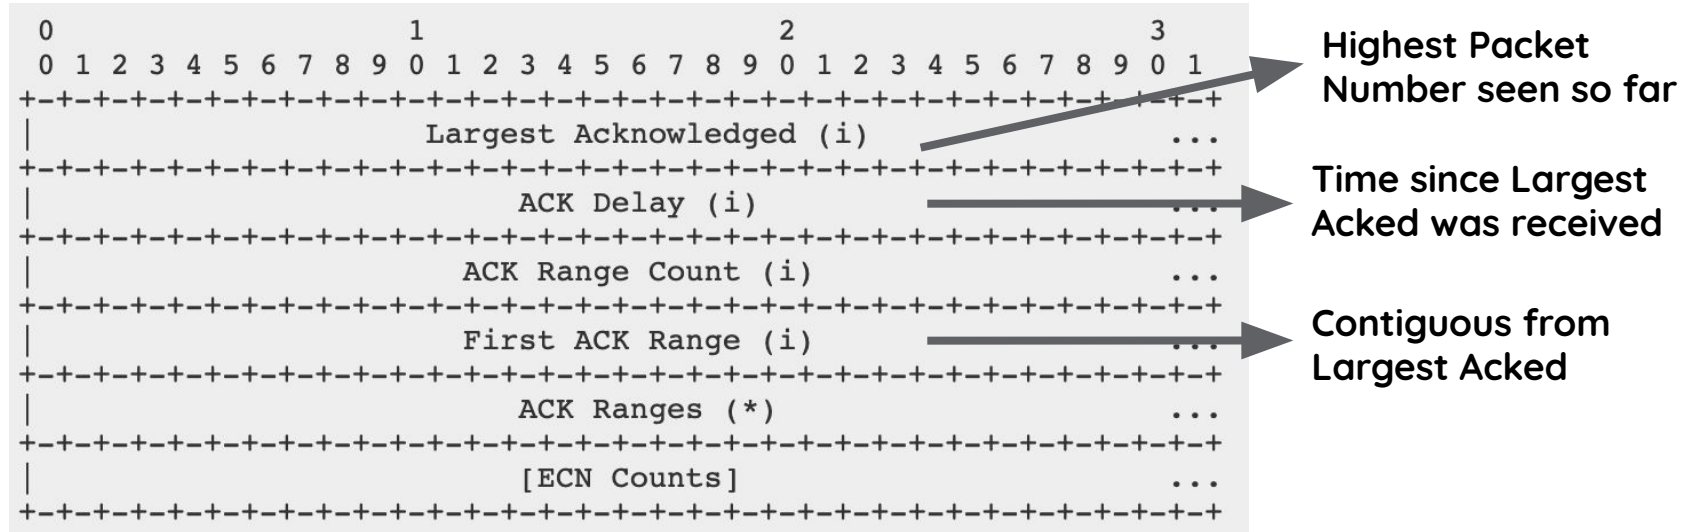 0                   1                   2                   3
0 1 2 3 4 5 6 7 8 9 0 1 2 3 4 5 6 7 8 9 0 1 2 3 4 5 6 7 8 9 0 1
+-+-+-+-+-+-+-+-+-+-+-+-+-+-+-+-+-+-+-+-+-+-+-+-+-+-+-+-+-+-+-+-+
| Largest Acknowledged (i) ...
+-+-+-+-+-+-+-+-+-+-+-+-+-+-+-+-+-+-+-+-+-+-+-+-+-+-+-+-+-+-+-+-+
| ACK Delay (i) ...
+-+-+-+-+-+-+-+-+-+-+-+-+-+-+-+-+-+-+-+-+-+-+-+-+-+-+-+-+-+-+-+-+
| ACK Range Count (i) ...
+-+-+-+-+-+-+-+-+-+-+-+-+-+-+-+-+-+-+-+-+-+-+-+-+-+-+-+-+-+-+-+-+
| First ACK Range (i) ...
+-+-+-+-+-+-+-+-+-+-+-+-+-+-+-+-+-+-+-+-+-+-+-+-+-+-+-+-+-+-+-+-+
| ACK Ranges (*) ...
+-+-+-+-+-+-+-+-+-+-+-+-+-+-+-+-+-+-+-+-+-+-+-+-+-+-+-+-+-+-+-+-+
| [ECN Counts] ...
+-+-+-+-+-+-+-+-+-+-+-+-+-+-+-+-+-+-+-+-+-+-+-+-+-+-+-+-+-+-+-+-+
Highest Packet
Number seen so far
Time since Largest
Acked was received
Contiguous from
Largest Acked